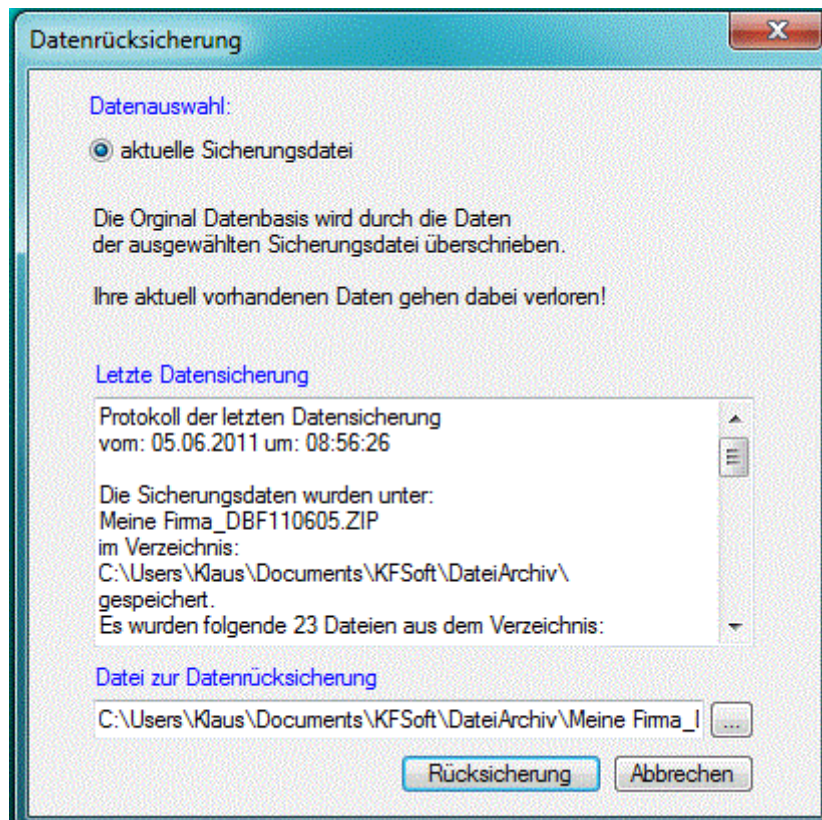 Datenrücksicherung
Datenauswahl:
aktuelle Sicherungsdatei
Die Orginal Datenbasis wird durch die Daten
der ausgewählten Sicherungsdatei überschrieben.
Ihre aktuell vorhandenen Daten gehen dabei verloren!
Letzte Datensicherung
Protokoll der letzten Datensicherung
vom: 05.06.2011 um: 08:56:26
Die Sicherungsdaten wurden unter:
Meine Firma_DBF110605.ZIP
im Verzeichnis:
C:\Users\Klaus\Documents\KFSoft\DateiArchiv\
gespeichert.
Es wurden folgende 23 Dateien aus dem Verzeichnis:
Datei zur Datenrücksicherung
C:\Users\Klaus\Documents\KFSoft\DateiArchiv\Meine Firma_
...
Rücksicherung Abbrechen